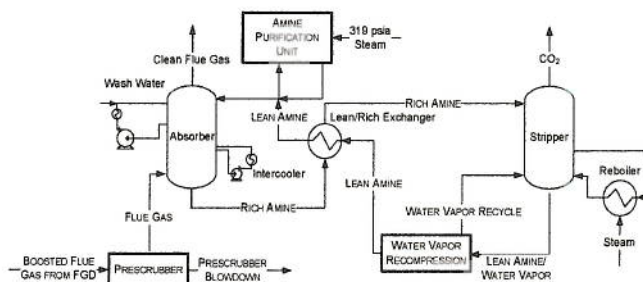 AMINE
PURIFICATION
UNIT
319 psia
Steam
Clean Flue Gas
CO₂
Wash Water
RICH AMINE
LEAN AMINE
Lean/Rich Exchanger
Absorber
Stripper
Reboiler
Intercooler
LEAN AMINE
RICH AMINE
FLUE GAS
WATER VAPOR RECYCLE
Steam
BOOSTED FLUE
GAS FROM FGD
PRESCRUBBER
PRESCRUBBER
BLOWDOWN
WATER VAPOR
RECOMPRESSION
LEAN AMINE/
WATER VAPOR